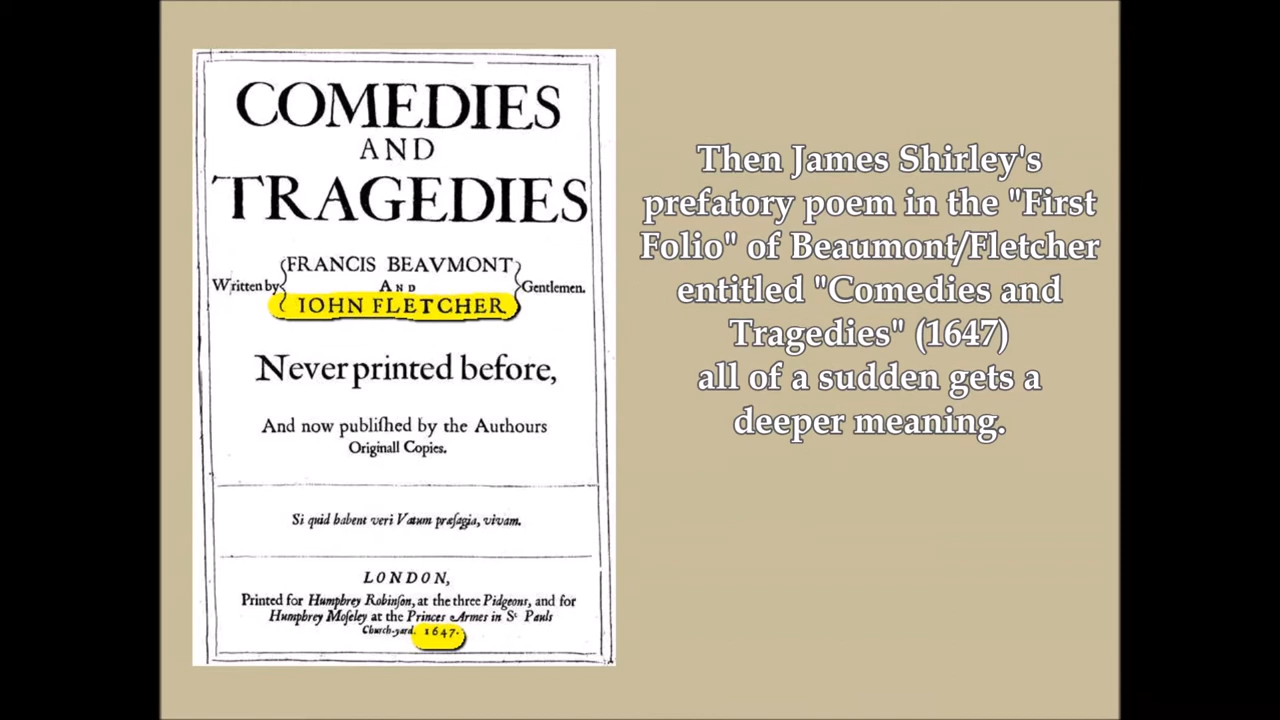 COMEDIES
AND
TRAGEDIES
FRANCIS BEAVMONT
Written by AND Gentlemen.
IOHN FLETCHER
Never printed before,
And now publiſhed by the Authours
Originall Copies.
Si quid habent veri Vatum præſagia, vivam.
LONDON,
Printed for Humphrey Robinſon, at the three Pidgeons, and for
Humphrey Moſeley at the Princes Armes in St Pauls
Church-yard. 1647.
Then James Shirley's
prefatory poem in the "First
Folio" of Beaumont/Fletcher
entitled "Comedies and
Tragedies" (1647)
all of a sudden gets a
deeper meaning.